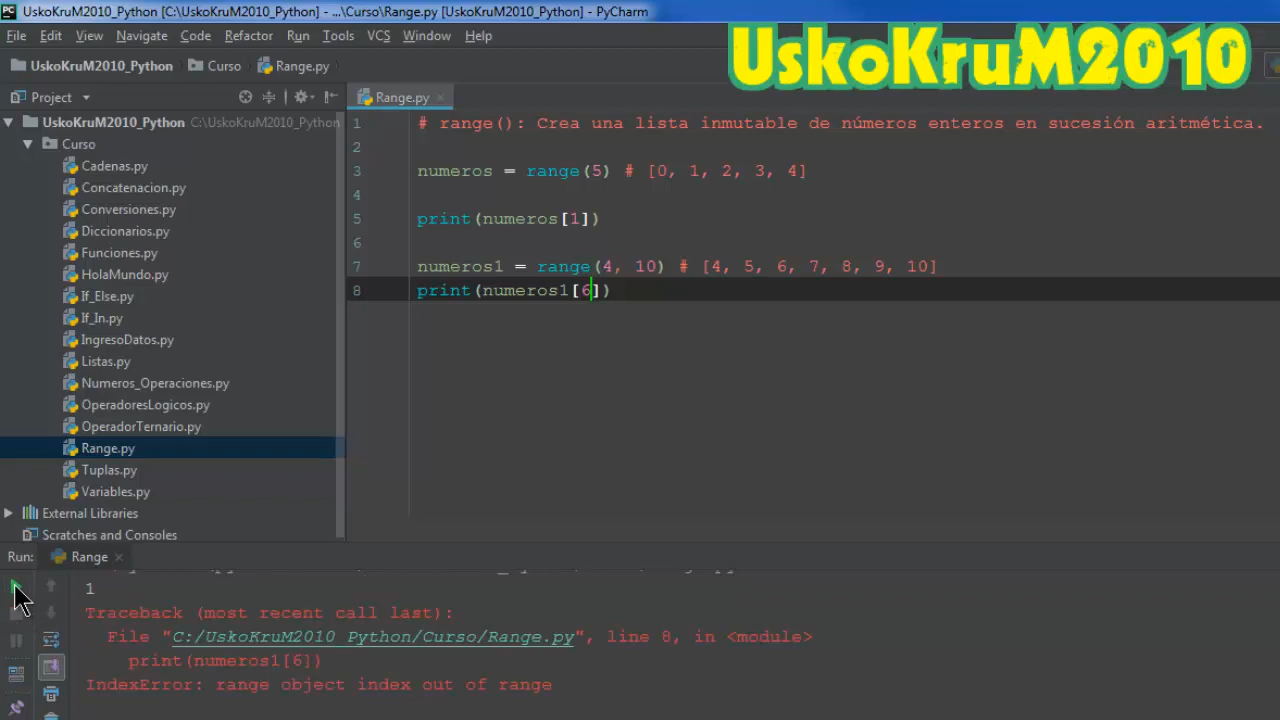 UskoKruM2010_Python [C:\UskoKruM2010_Python] - ...\Curso\Range.py [UskoKruM2010_Python] - PyCharm
File Edit View Navigate Code Refactor Run Tools VCS Window Help
UskoKruM2010
UskoKruM2010_Python Curso Range.py
Project
Range.py
UskoKruM2010_Python C:\UskoKruM2010_Python
Curso
Cadenas.py
Concatenacion.py
Conversiones.py
Diccionarios.py
Funciones.py
HolaMundo.py
If_Else.py
If_In.py
IngresoDatos.py
Listas.py
Numeros_Operaciones.py
OperadoresLogicos.py
OperadorTernario.py
Range.py
Tuplas.py
Variables.py
External Libraries
Scratches and Consoles
1 # range(): Crea una lista inmutable de números enteros en sucesión aritmética.
2
3 numeros = range(5) # [0, 1, 2, 3, 4]
4
5 print(numeros[1])
6
7 numeros1 = range(4, 10) # [4, 5, 6, 7, 8, 9, 10]
8 print(numeros1[6])
Run: Range
1
Traceback (most recent call last):
File "C:/UskoKruM2010_Python/Curso/Range.py", line 8, in <module>
print(numeros1[6])
IndexError: range object index out of range